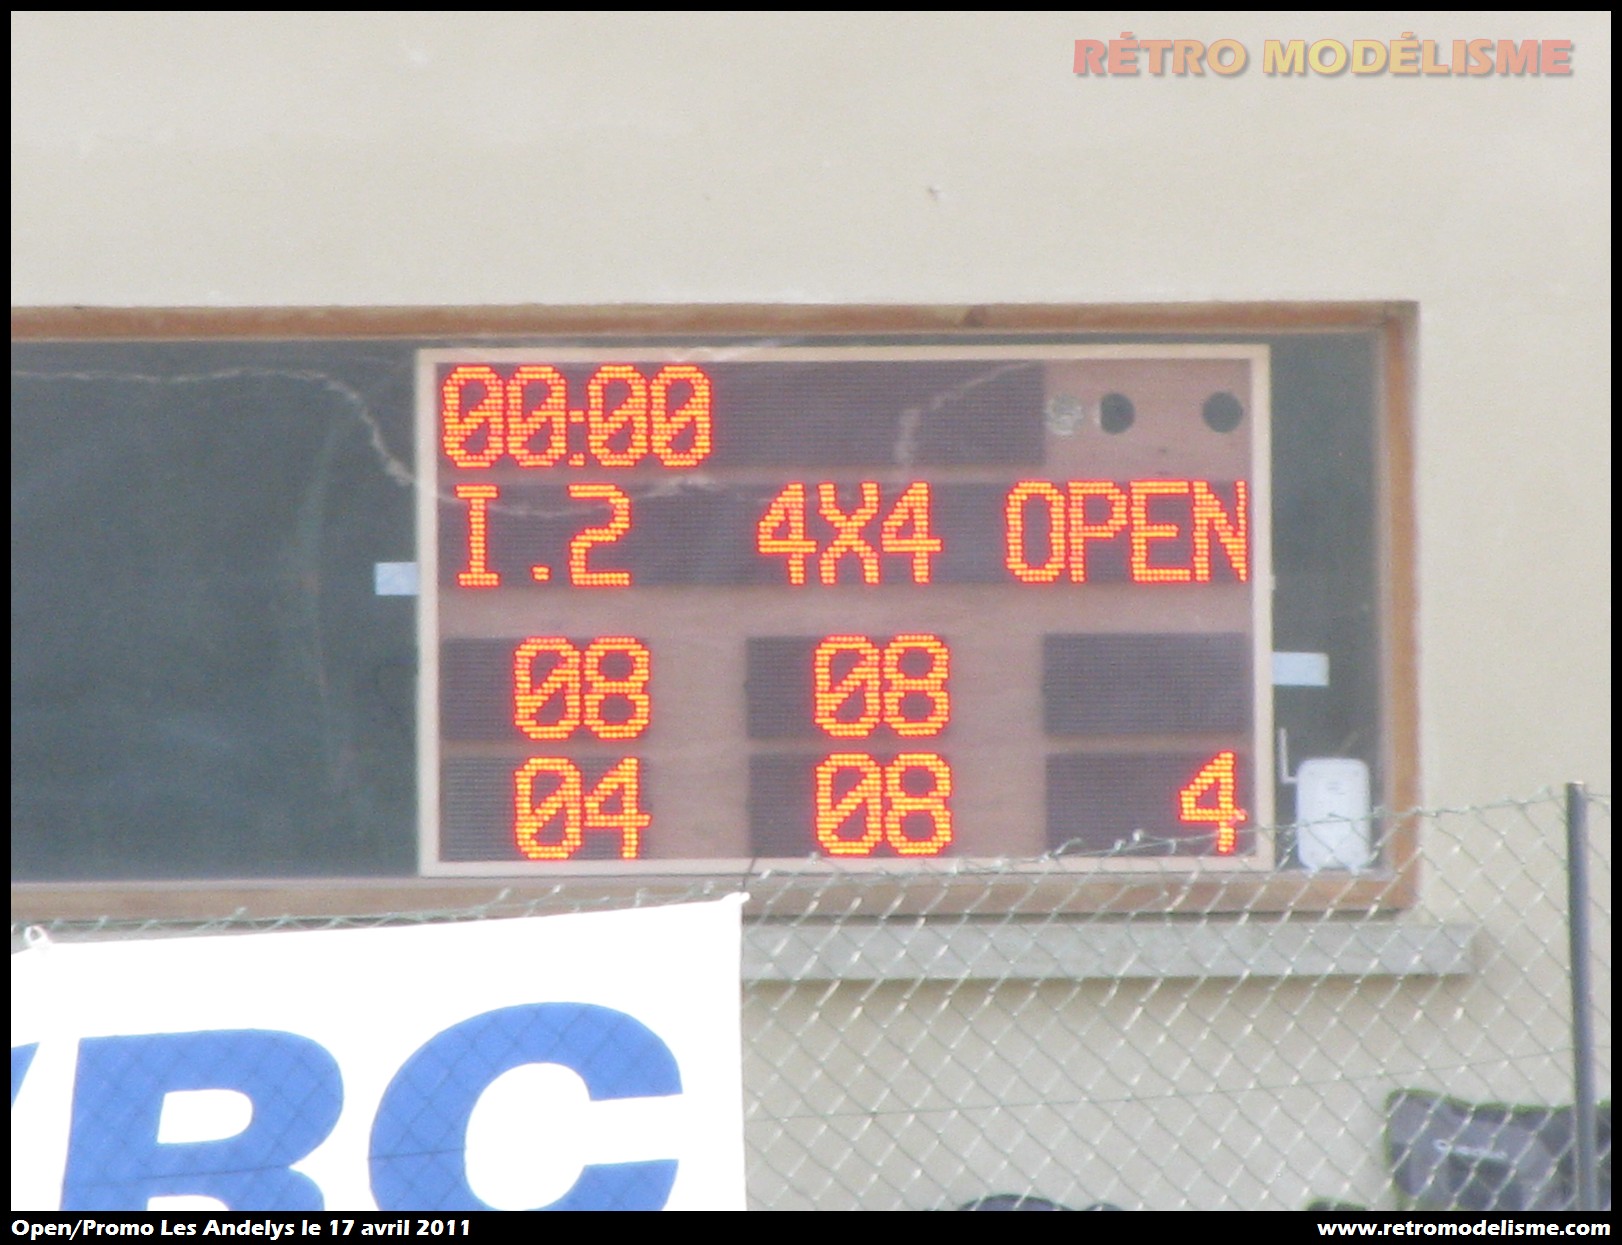 RÉTRO MODÉLISME
00:00
I.2 4X4 OPEN
08 08
04 08 4
BC
Open/Promo Les Andelys le 17 avril 2011
www.retromodelisme.com